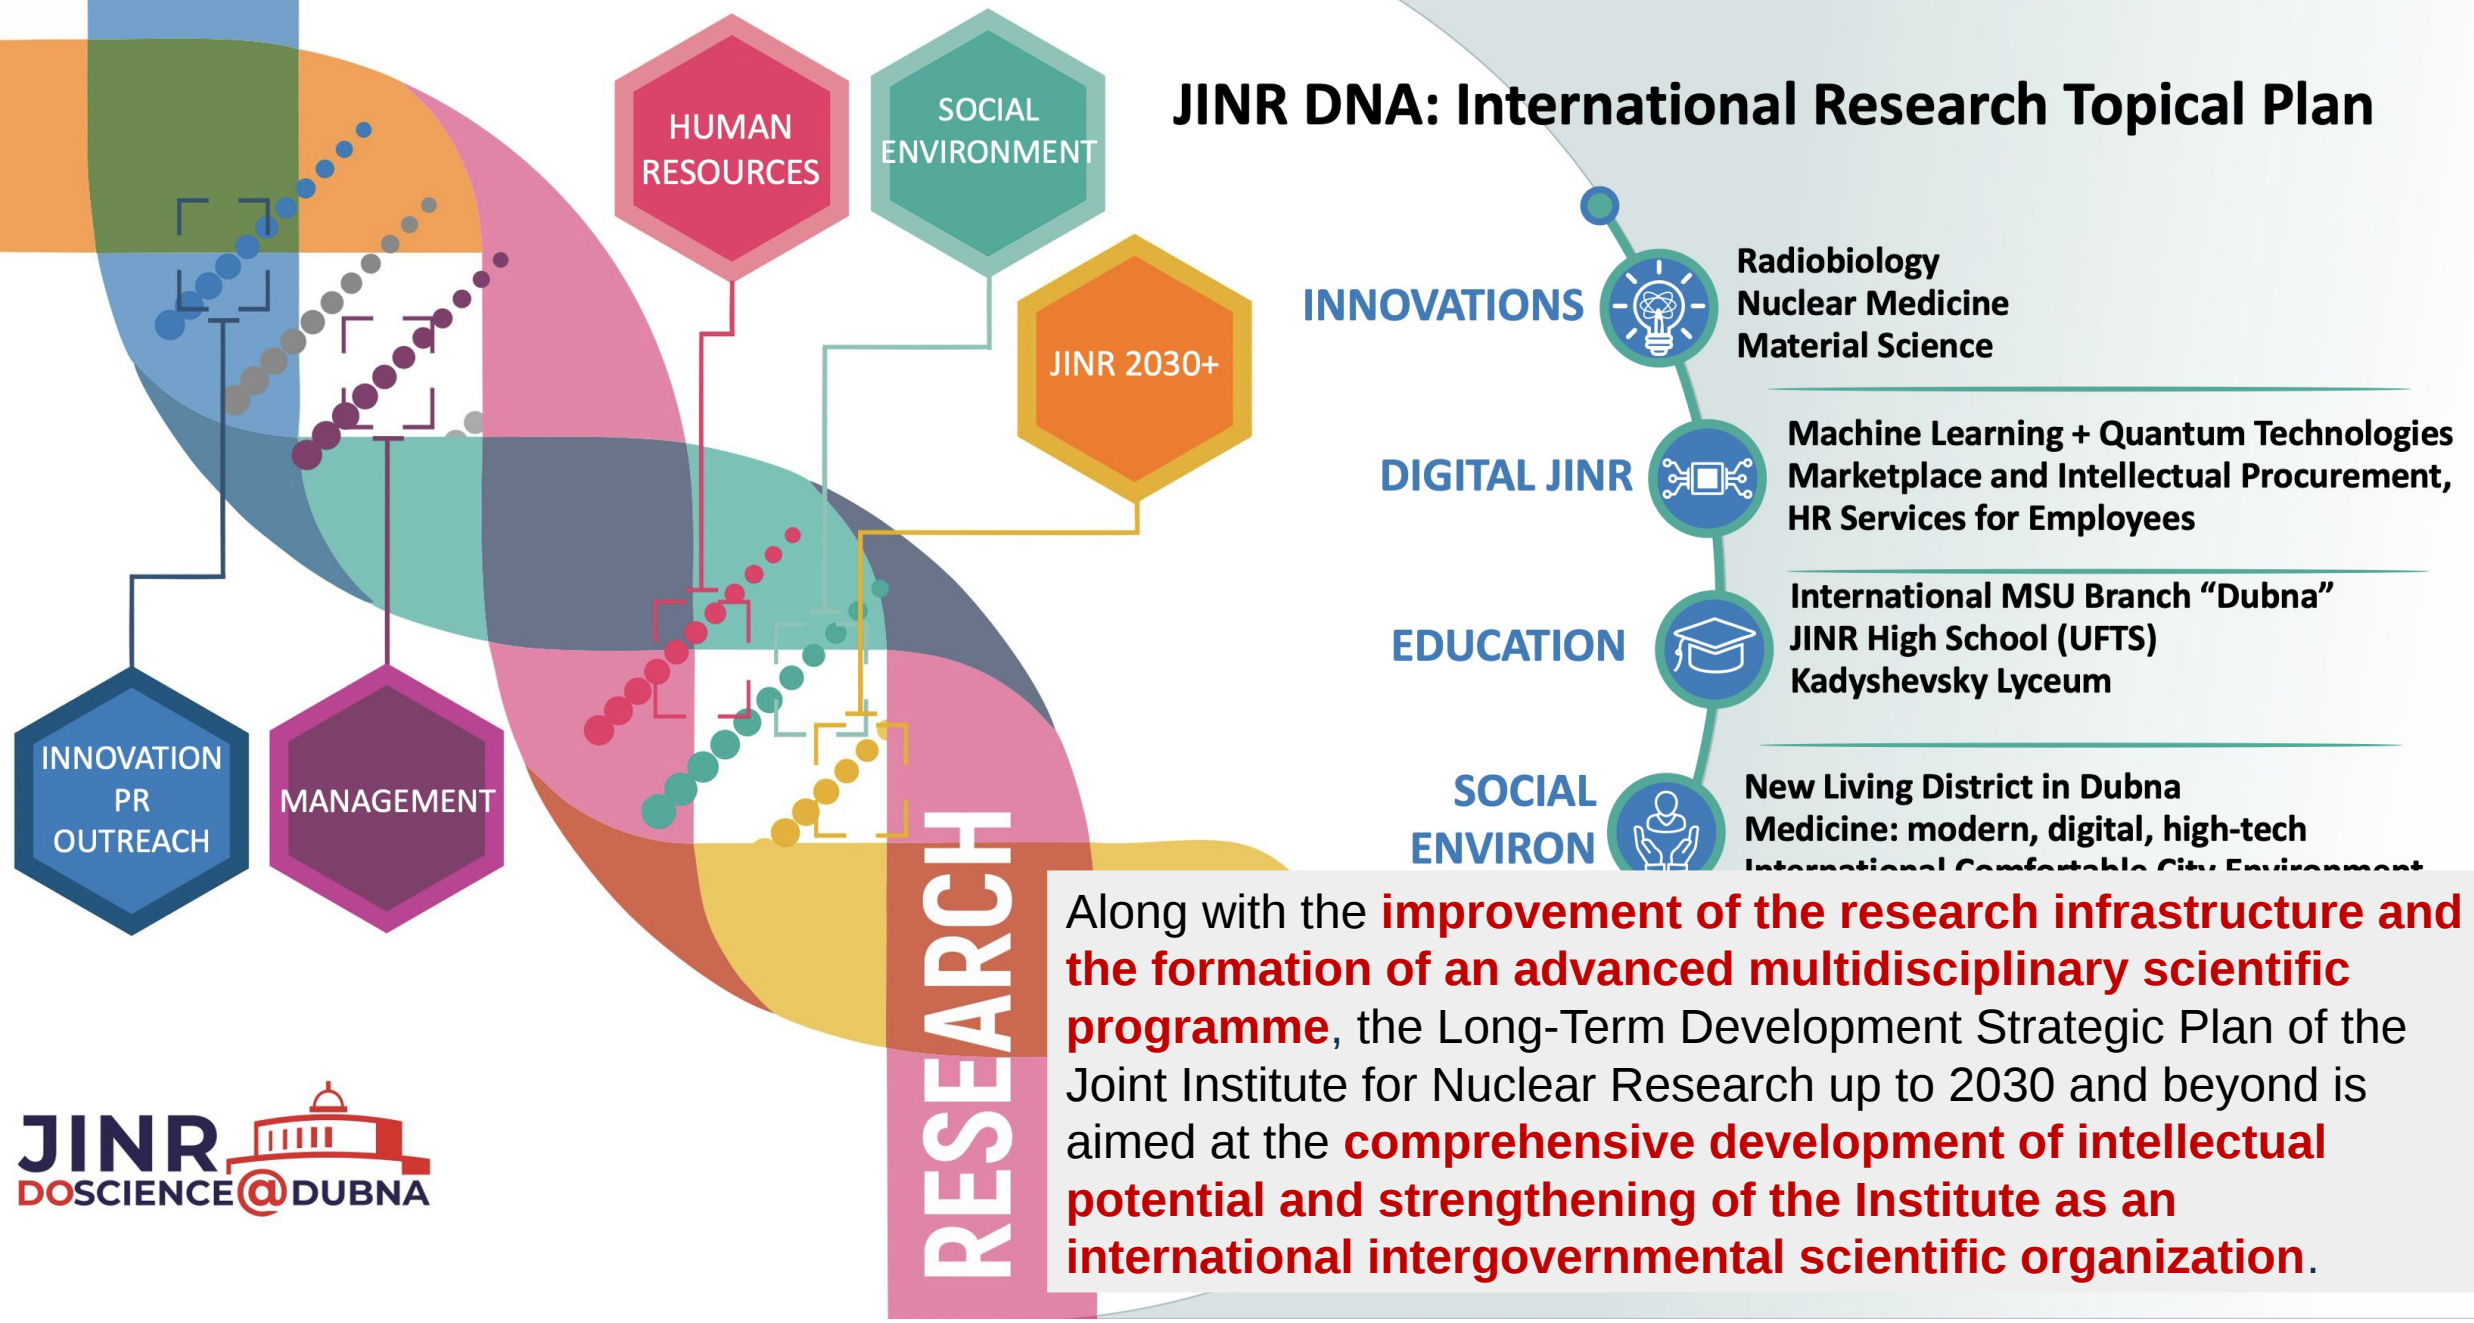 JINR DNA: International Research Topical Plan
HUMAN
RESOURCES
SOCIAL
ENVIRONMENT
JINR 2030+
INNOVATION
PR
OUTREACH
MANAGEMENT
RESEARCH
INNOVATIONS
Radiobiology
Nuclear Medicine
Material Science
DIGITAL JINR
Machine Learning + Quantum Technologies
Marketplace and Intellectual Procurement,
HR Services for Employees
EDUCATION
International MSU Branch “Dubna”
JINR High School (UFTS)
Kadyshevsky Lyceum
SOCIAL
ENVIRON
New Living District in Dubna
Medicine: modern, digital, high-tech
International Comfortable City Environment
Along with the improvement of the research infrastructure and
the formation of an advanced multidisciplinary scientific
programme, the Long-Term Development Strategic Plan of the
Joint Institute for Nuclear Research up to 2030 and beyond is
aimed at the comprehensive development of intellectual
potential and strengthening of the Institute as an
international intergovernmental scientific organization.
JINR
DOSCIENCE@DUBNA